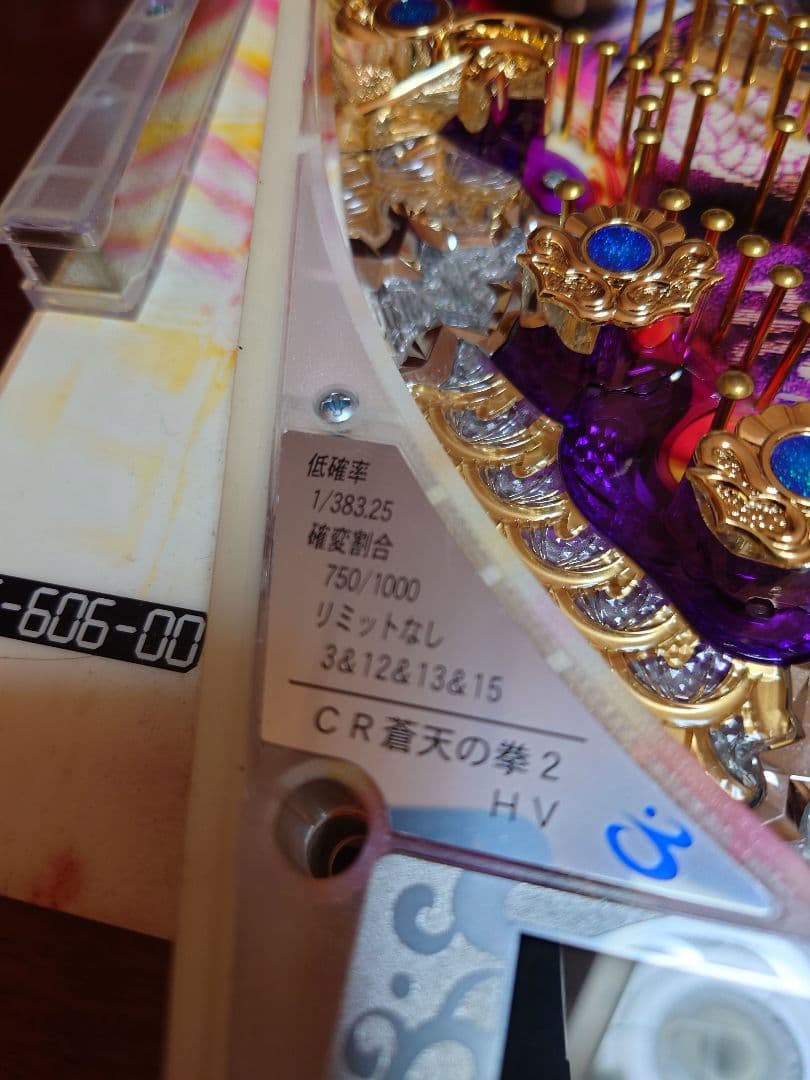 低確率
1/383.25
確変割合
750/1000
リミットなし
3&12&13&15
CR蒼天の拳2
HV
-606-00